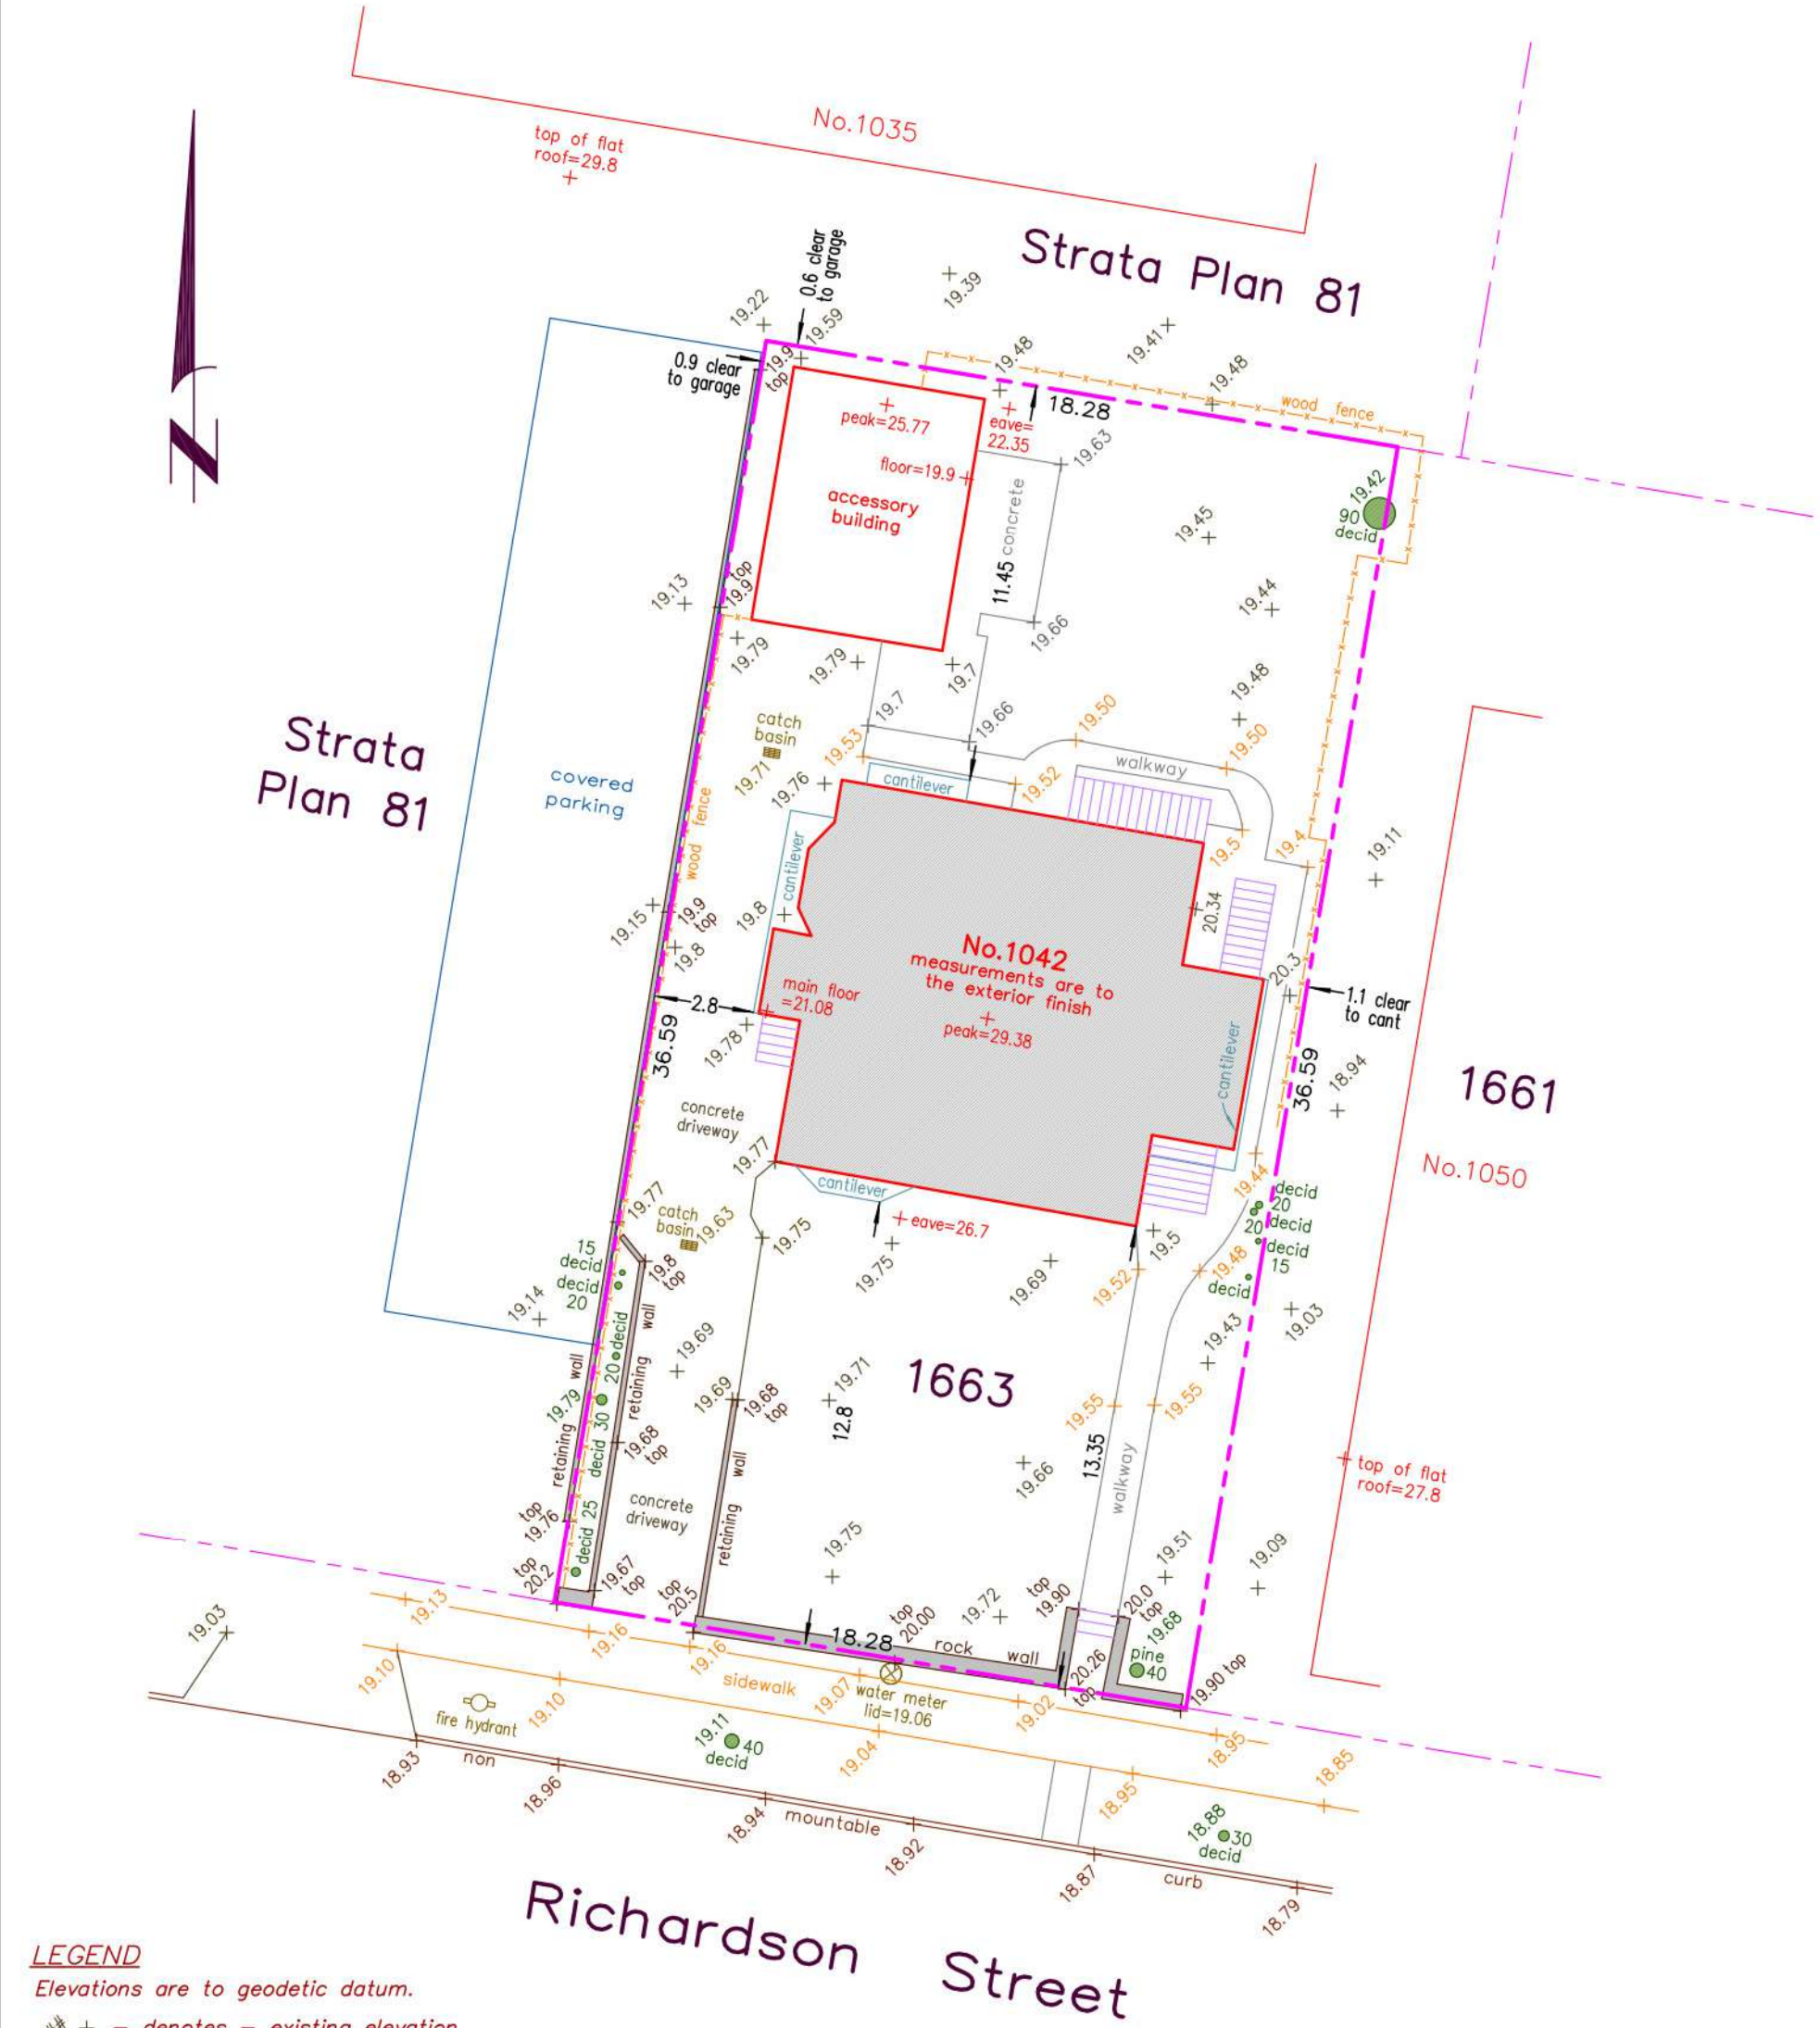 No.1035
top of flat
roof=29.8
Strata Plan 81
0.6 clear
to garage
19.22
19.59
19.39
19.48
19.41
19.48
0.9 clear
to garage
19.9
top
wood fence
18.28
peak=25.77
eave=
22.35
floor=19.9
19.63
accessory
building
concrete
11.45
19.42
90
decid
19.45
19.44
19.13
top
19.9
19.66
19.79
19.79
19.7
19.48
19.7
19.66
19.50
19.50
Strata
Plan 81
catch
basin
19.53
19.71
19.76
cantilever
19.52
walkway
covered
parking
wood fence
cantilever
19.5
19.4
19.11
19.15
19.9
top
19.8
19.8
20.34
No.1042
measurements are to
the exterior finish
peak=29.38
main floor
=21.08
2.8
20.3
1.1 clear
to cant
36.59
19.78
cantilever
36.59
18.94
1661
concrete
driveway
19.77
cantilever
No.1050
19.44
decid
20
20 decid
decid
15
decid
19.77
catch
basin
19.63
19.75
eave=26.7
19.75
19.69
19.5
19.52
19.48
15
decid
decid
20
19.8
top
19.14
19.03
19.43
20 decid
wall
retaining
19.69
wall
retaining
19.79
decid 30
19.69
19.68
top
19.71
12.8
1663
19.55
19.55
19.68
top
13.35
walkway
19.66
top of flat
roof=27.8
concrete
driveway
wall
retaining
top
19.76
decid 25
top
20.2
19.67
top
top
20.5
19.75
19.51
19.09
top
20.00
19.72
top
19.90
20.0
top
19.68
pine
40
18.28
rock wall
20.26
top
19.90 top
19.03
19.13
19.16
19.16
19.10
19.10
sidewalk
19.07
water meter
lid=19.06
19.02
fire hydrant
19.11
40
decid
19.04
18.95
18.95
18.85
18.93
non
18.96
18.94
mountable
18.92
18.87
curb
18.88
30
decid
18.79
Richardson Street
LEGEND
Elevations are to geodetic datum.
+ – denotes – existing elevation